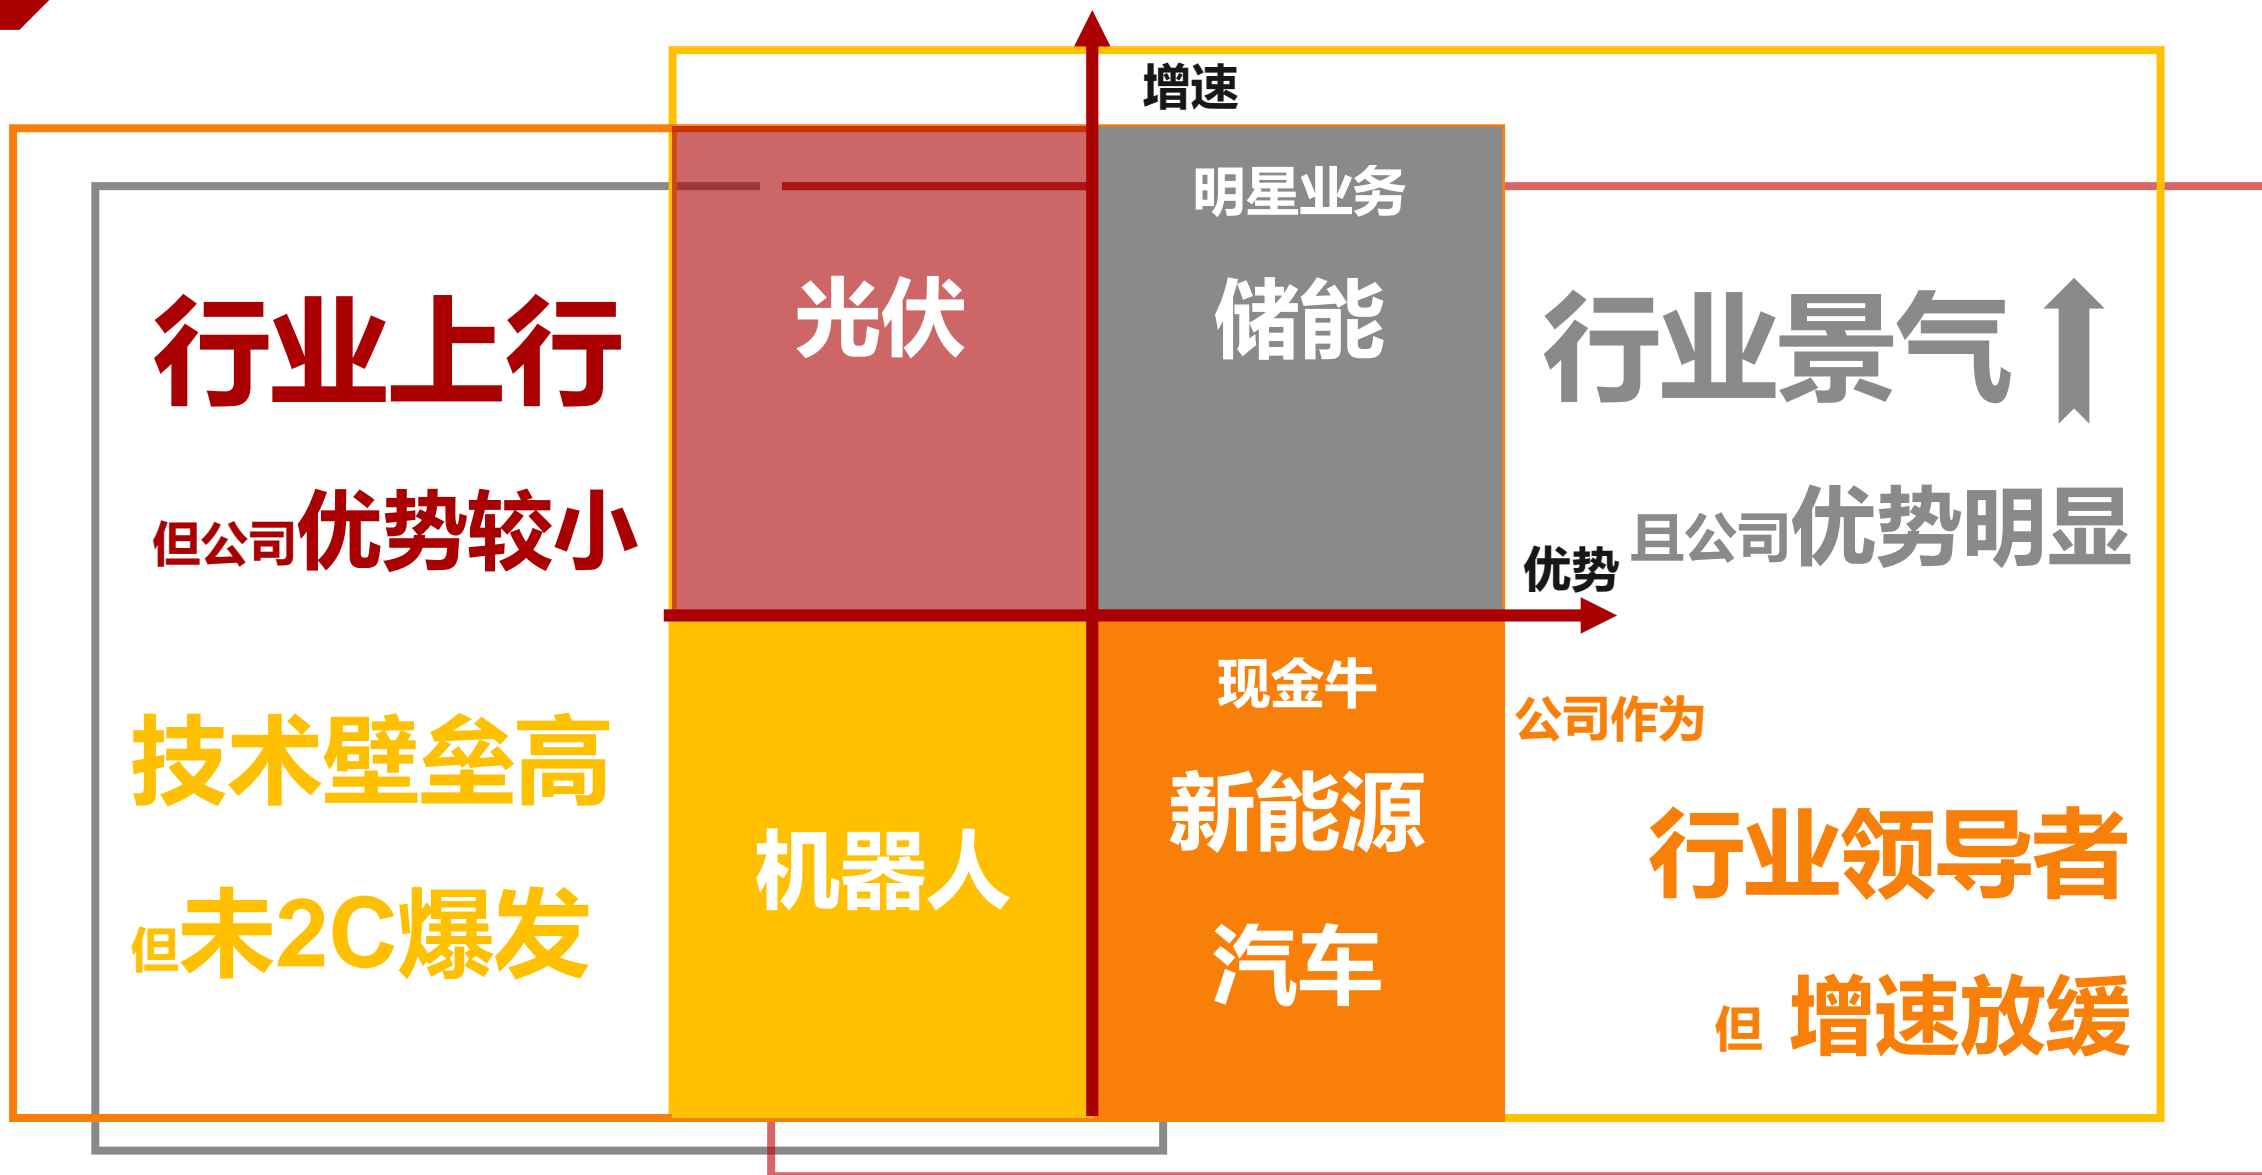 增速
明星业务
光伏
储能
行业上行
行业景气
但公司优势较小
且公司优势明显
优势
现金牛
公司作为
技术壁垒高
新能源
机器人
行业领导者
但未2C爆发
汽车
但 增速放缓